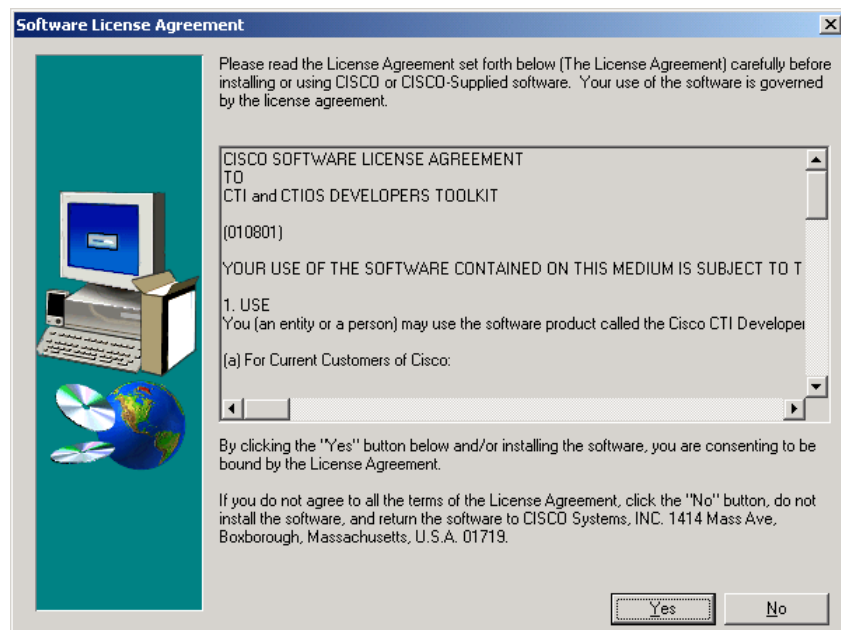 Software License Agreement
Please read the License Agreement set forth below (The License Agreement) carefully before
installing or using CISCO or CISCO-Supplied software. Your use of the software is governed
by the license agreement.
CISCO SOFTWARE LICENSE AGREEMENT
TO
CTI and CTIOS DEVELOPERS TOOLKIT
(010801)
YOUR USE OF THE SOFTWARE CONTAINED ON THIS MEDIUM IS SUBJECT TO T
1. USE
You (an entity or a person) may use the software product called the Cisco CTI Developer
(a) For Current Customers of Cisco:
By clicking the "Yes" button below and/or installing the software, you are consenting to be
bound by the License Agreement.
If you do not agree to all the terms of the License Agreement, click the "No" button, do not
install the software, and return the software to CISCO Systems, INC. 1414 Mass Ave,
Boxborough, Massachusetts, U.S.A. 01719.
Yes No